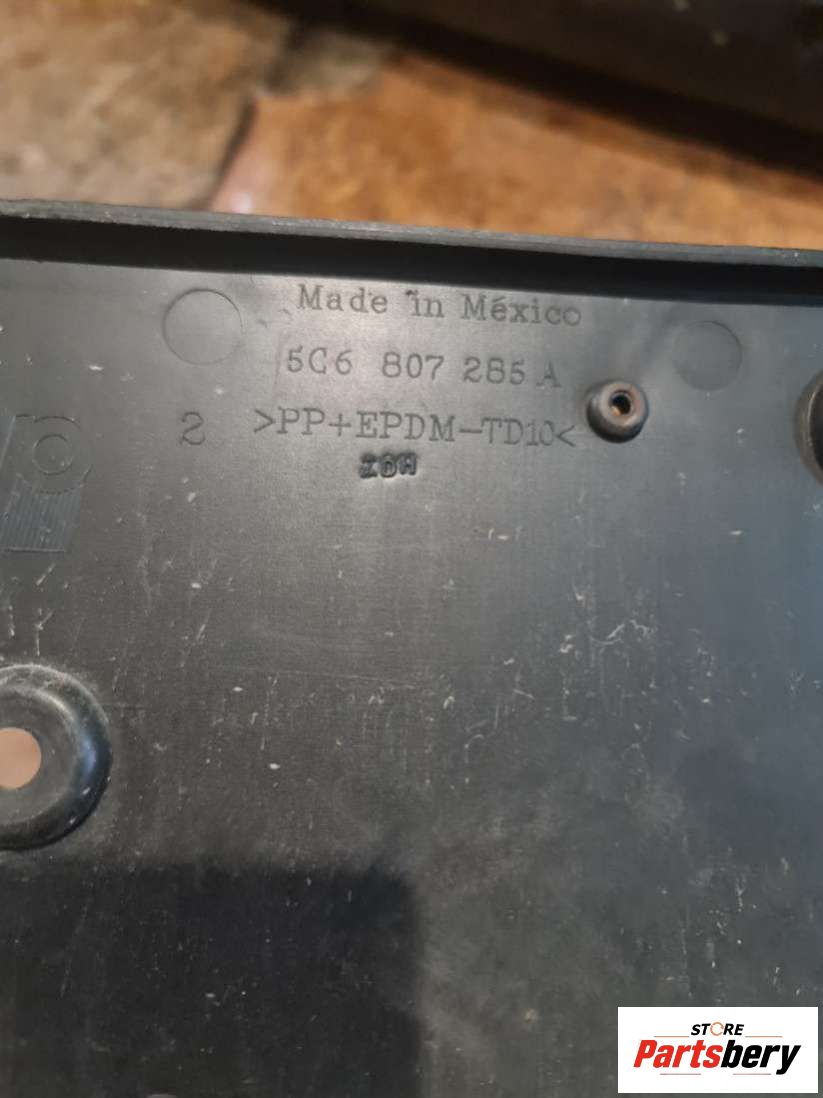 Made in México
5C6 807 285 A
2 >PP+EPDM-TD10<
STORE
Partsbery